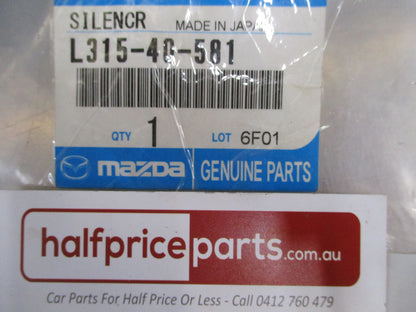 SILENCR MADE IN JAPAN
L315-40-581
QTY 1 LOT 6F01
mazda GENUINE PARTS
halfpriceparts.com.au
Car Parts For Half Price Or Less - Call 0412 760 479